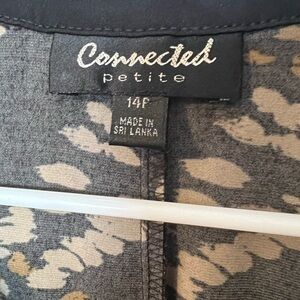 Connected
petite
14P
MADE IN
SRI LANKA